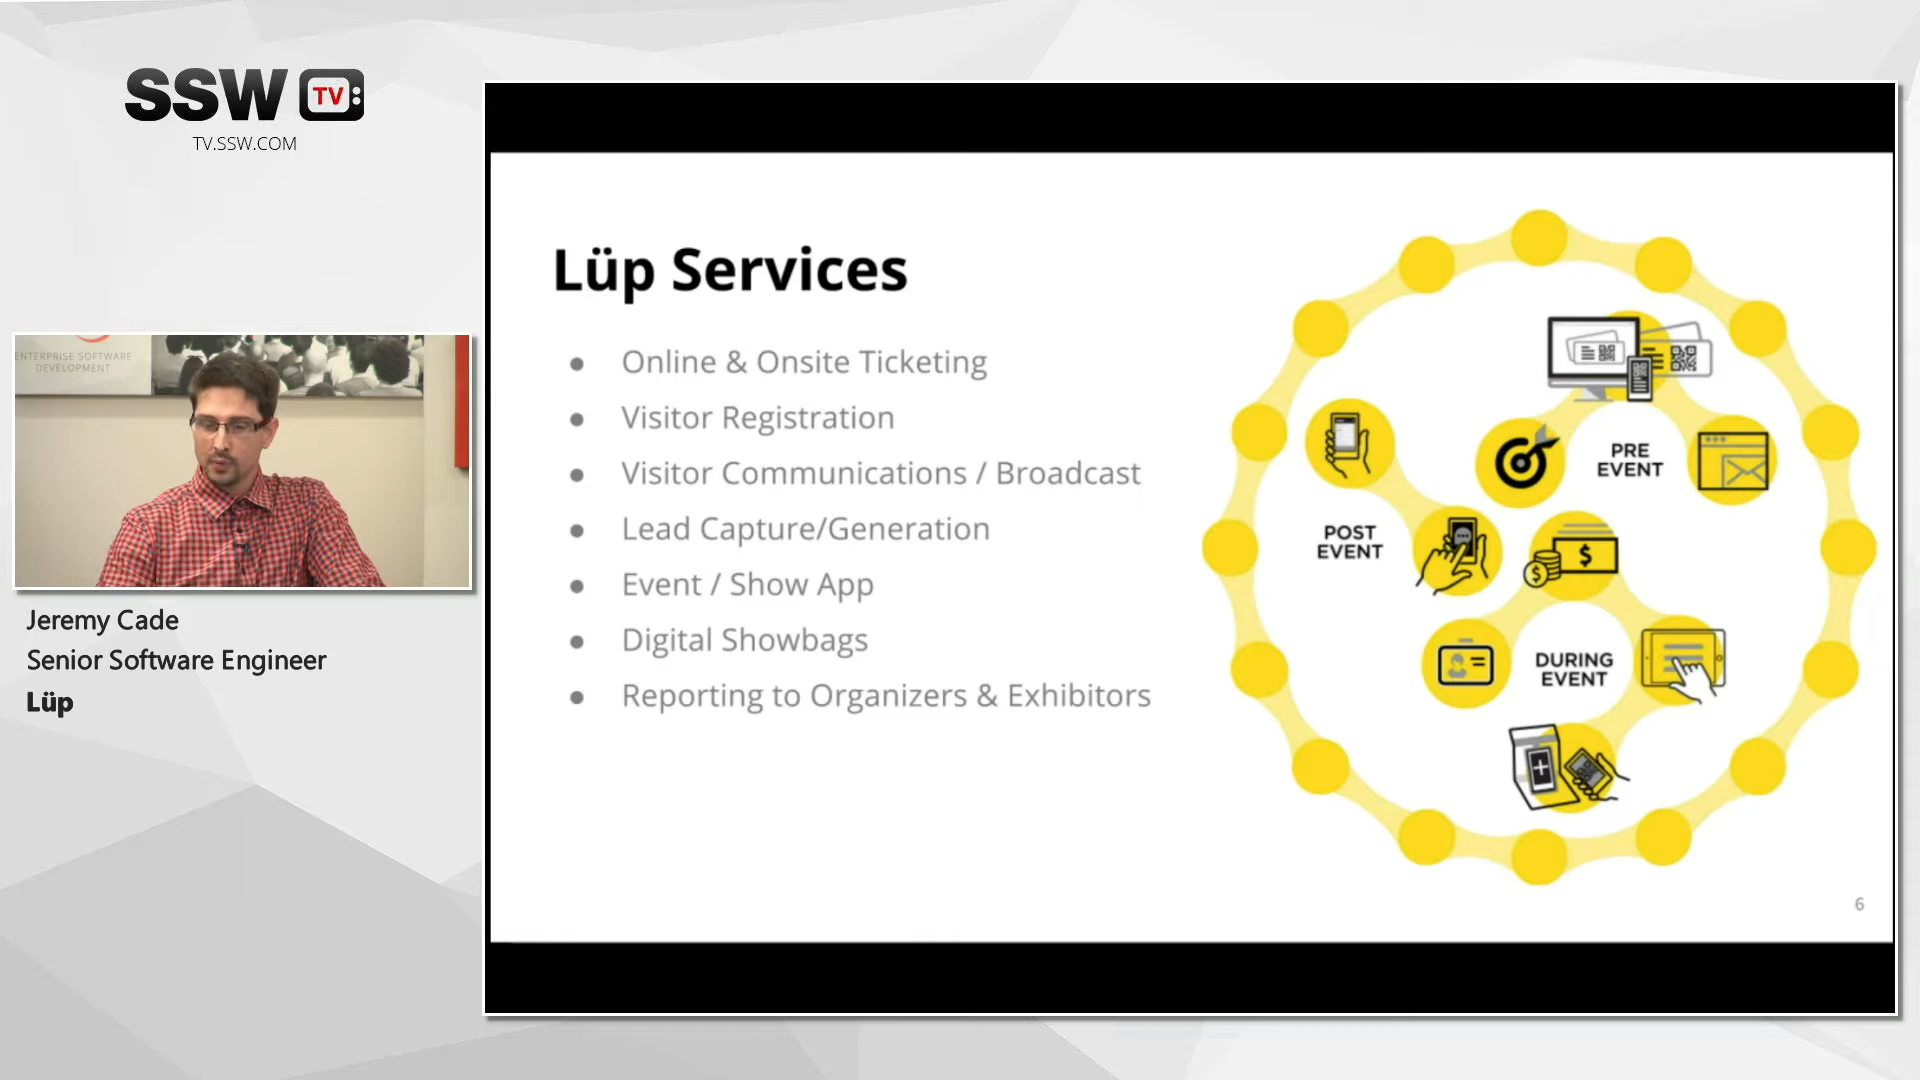 SSW TV
TV.SSW.COM
ENTERPRISE SOFTWARE
DEVELOPMENT
Jeremy Cade
Senior Software Engineer
Lüp
Lüp Services
● Online & Onsite Ticketing
● Visitor Registration
● Visitor Communications / Broadcast
● Lead Capture/Generation
● Event / Show App
● Digital Showbags
● Reporting to Organizers & Exhibitors
PRE
EVENT
POST
EVENT
$
$
DURING
EVENT
6